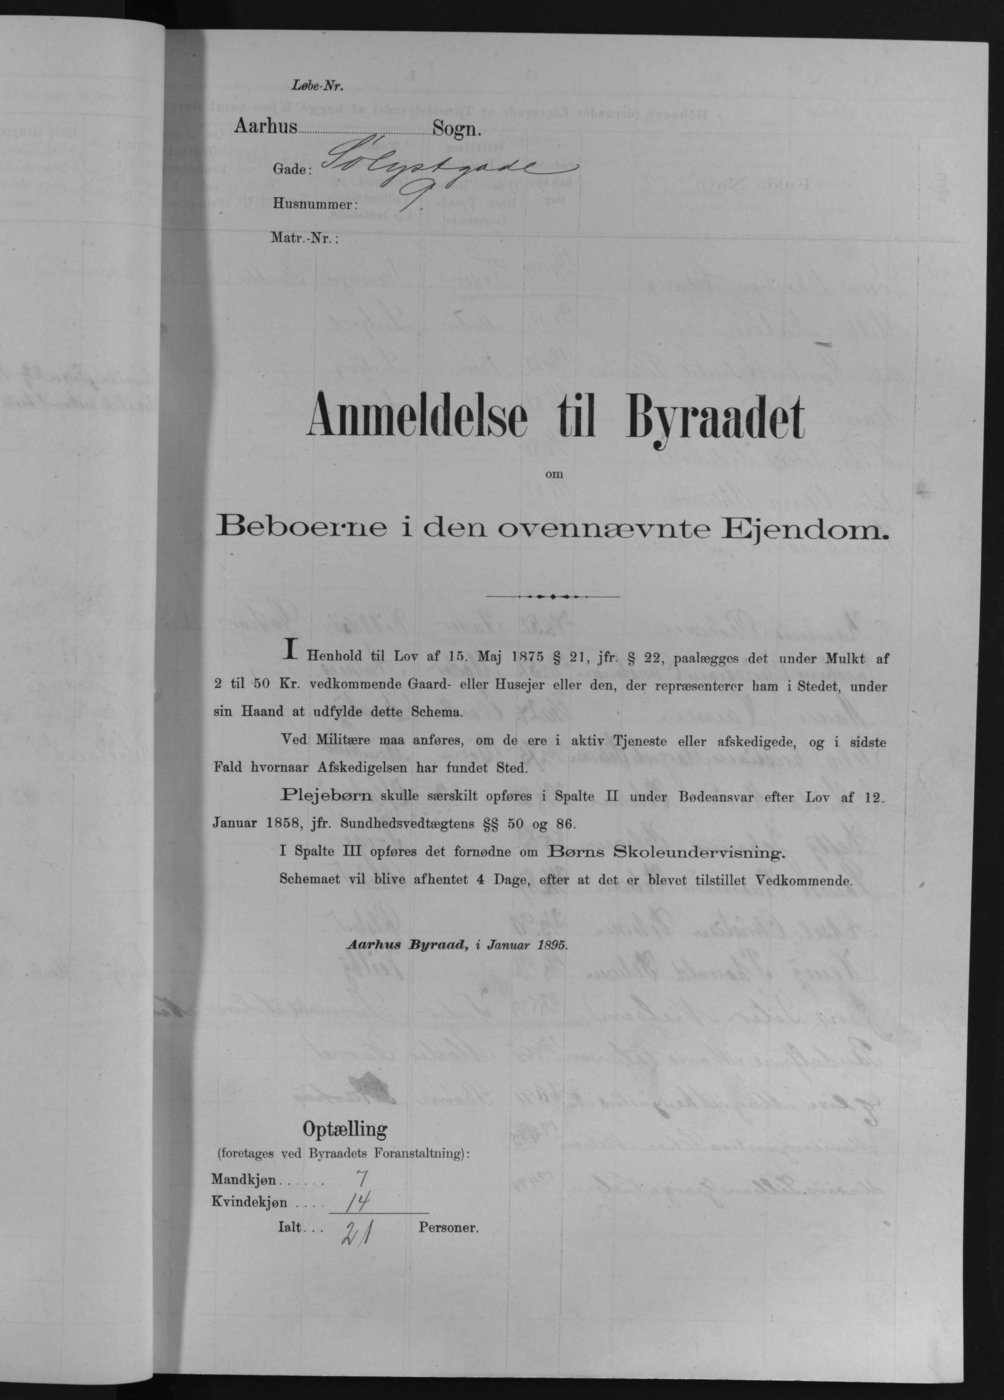 Løbe-Nr.
Aarhus Sogn.
Gade: Sølystgade
Husnummer: 9.
Matr.-Nr.:
Anmeldelse til Byraadet
om
Beboerne i den ovennævnte Ejendom.
I Henhold til Lov af 15. Maj 1875 § 21, jfr. § 22, paalægges det under Mulkt af
2 til 50 Kr. vedkommende Gaard- eller Husejer eller den, der repræsenterer ham i Stedet, under
sin Haand at udfylde dette Schema.
Ved Militære maa anføres, om de ere i aktiv Tjeneste eller afskedigede, og i sidste
Fald hvornaar Afskedigelsen har fundet Sted.
Plejebørn skulle særskilt opføres i Spalte II under Bødeansvar efter Lov af 12.
Januar 1858, jfr. Sundhedsvedtægtens §§ 50 og 86.
I Spalte III opføres det fornødne om Børns Skoleundervisning.
Schemaet vil blive afhentet 4 Dage, efter at det er blevet tilstillet Vedkommende.
Aarhus Byraad, i Januar 1895.
Optælling
(foretages ved Byraadets Foranstaltning):
Mandkjøn...... 7
Kvindekjøn .... 14
Ialt... 21 Personer.